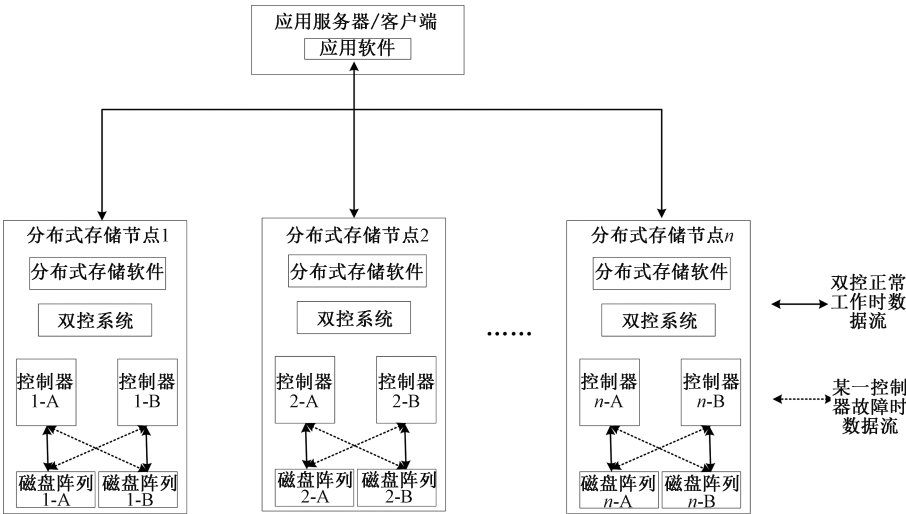 应用服务器/客户端
应用软件
分布式存储节点1
分布式存储软件
双控系统
控制器
1-A
控制器
1-B
磁盘阵列
1-A
磁盘阵列
1-B
分布式存储节点2
分布式存储软件
双控系统
控制器
2-A
控制器
2-B
磁盘阵列
2-A
磁盘阵列
2-B
……
分布式存储节点n
分布式存储软件
双控系统
控制器
n-A
控制器
n-B
磁盘阵列
n-A
磁盘阵列
n-B
双控正常
工作时数
据流
某一控制
器故障时
数据流